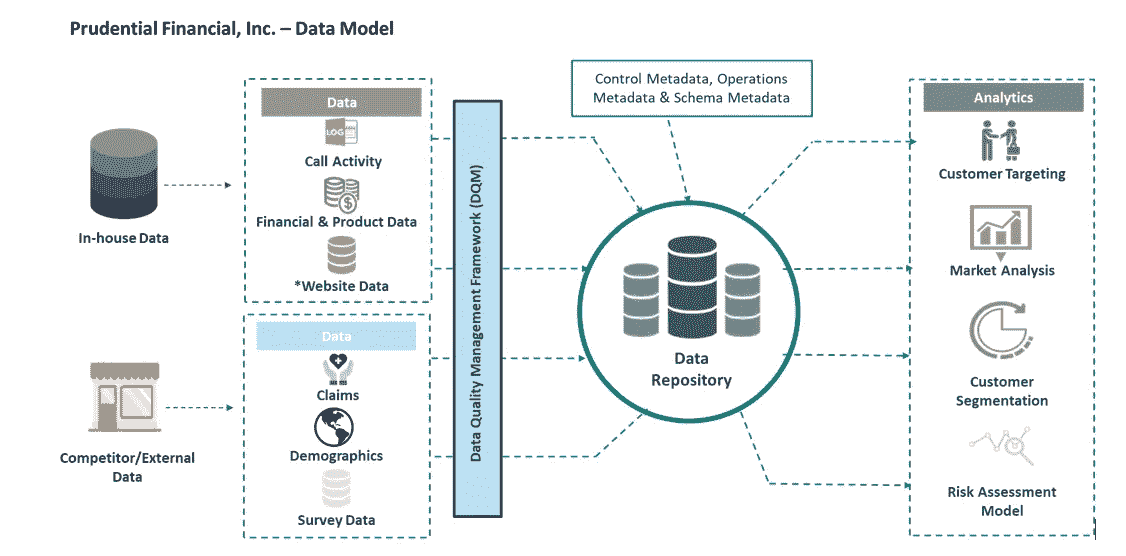 Prudential Financial, Inc. – Data Model
Control Metadata, Operations
Metadata & Schema Metadata
In-house Data
Data
LOG
Call Activity
Financial & Product Data
*Website Data
Competitor/External
Data
Data
Claims
Demographics
Survey Data
Data Quality Management Framework (DQM)
Data
Repository
Analytics
Customer Targeting
Market Analysis
Customer
Segmentation
Risk Assessment
Model